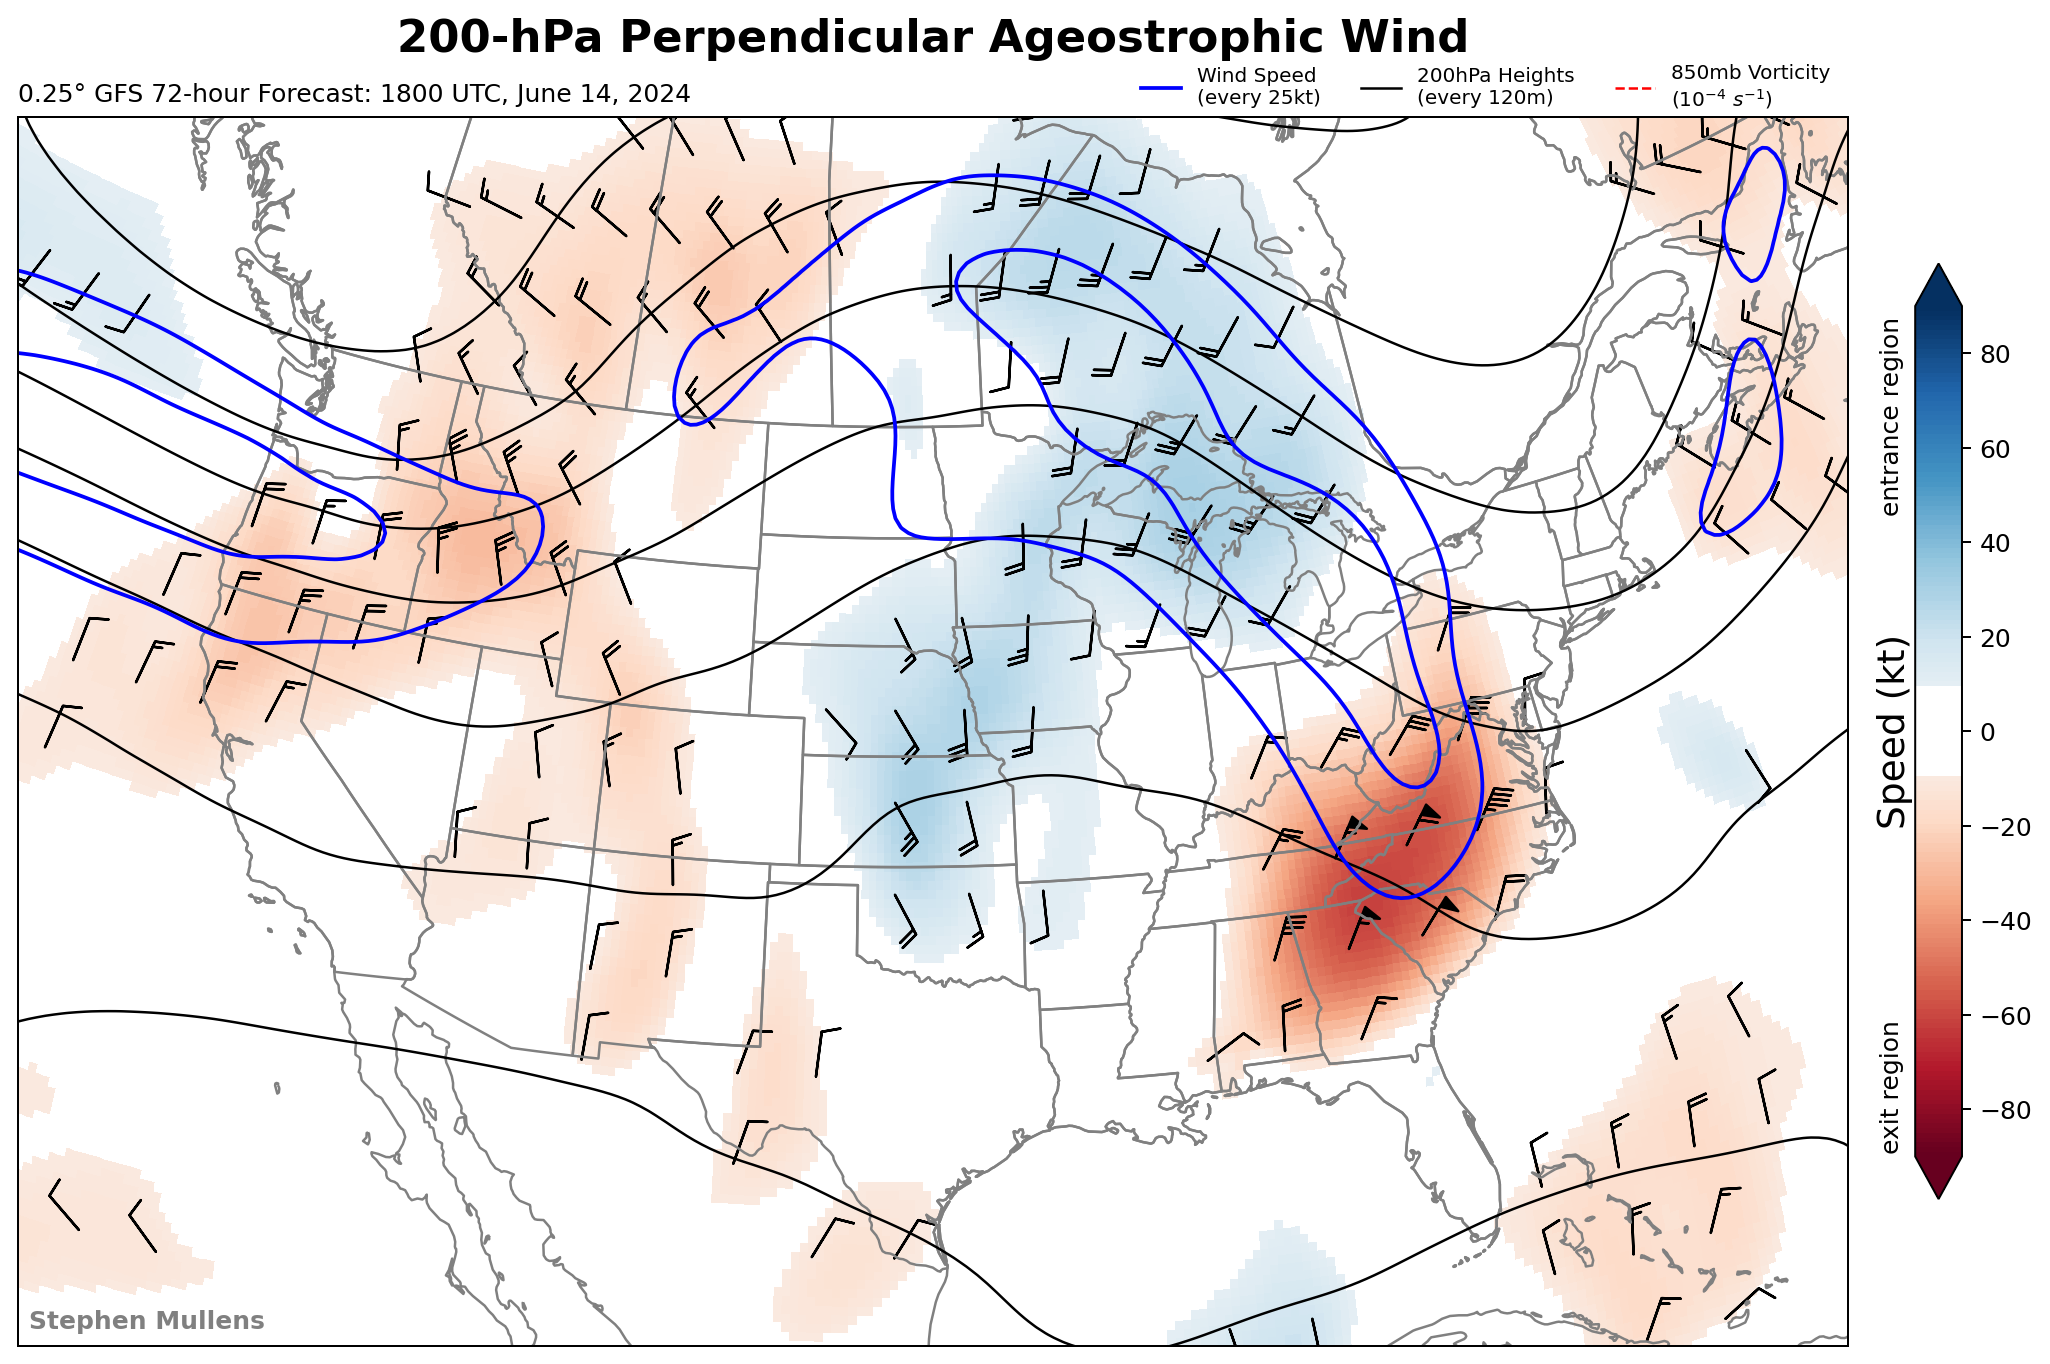 200-hPa Perpendicular Ageostrophic Wind
0.25° GFS 72-hour Forecast: 1800 UTC, June 14, 2024
Wind Speed
(every 25kt)
200hPa Heights
(every 120m)
850mb Vorticity
(10⁻⁴ s⁻¹)
entrance region
Speed (kt)
exit region
80
60
40
20
0
−20
−40
−60
−80
Stephen Mullens